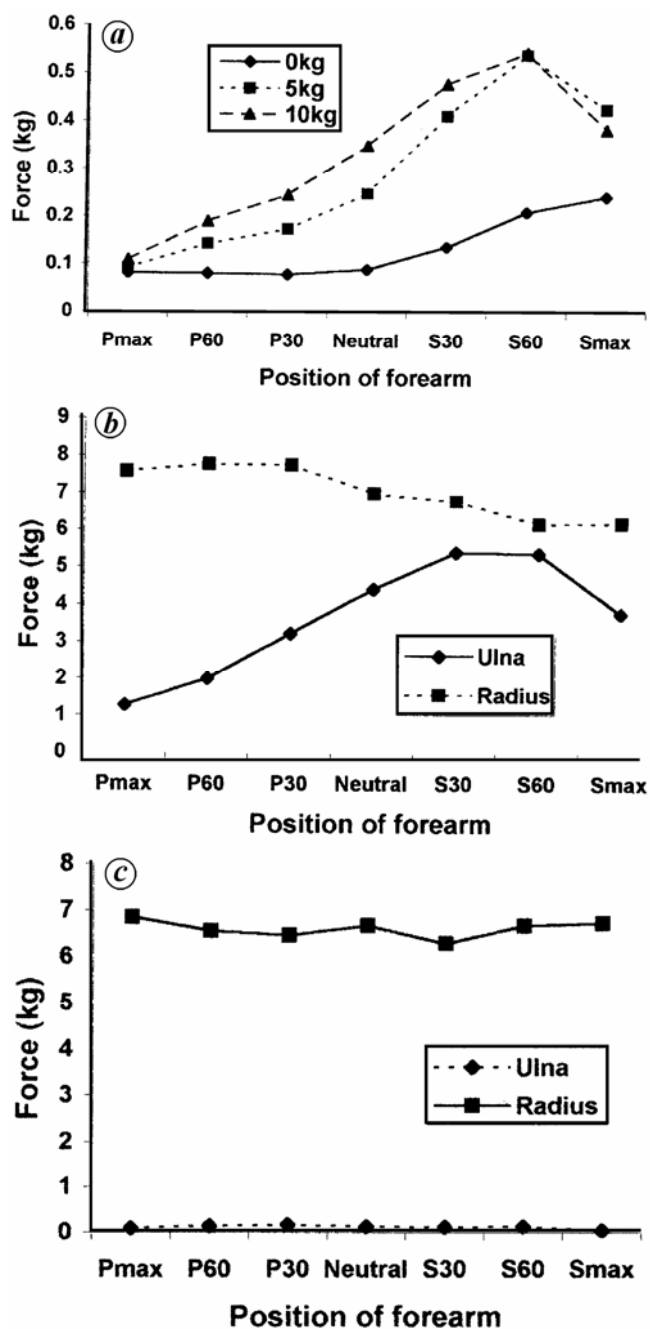 a
0kg
5kg
10kg
Force (kg)
0.6
0.5
0.4
0.3
0.2
0.1
0
Pmax P60 P30 Neutral S30 S60 Smax
Position of forearm
b
Force (kg)
9
8
7
6
5
4
3
2
1
0
Ulna
Radius
Pmax P60 P30 Neutral S30 S60 Smax
Position of forearm
c
Force (kg)
8
7
6
5
4
3
2
1
0
Ulna
Radius
Pmax P60 P30 Neutral S30 S60 Smax
Position of forearm